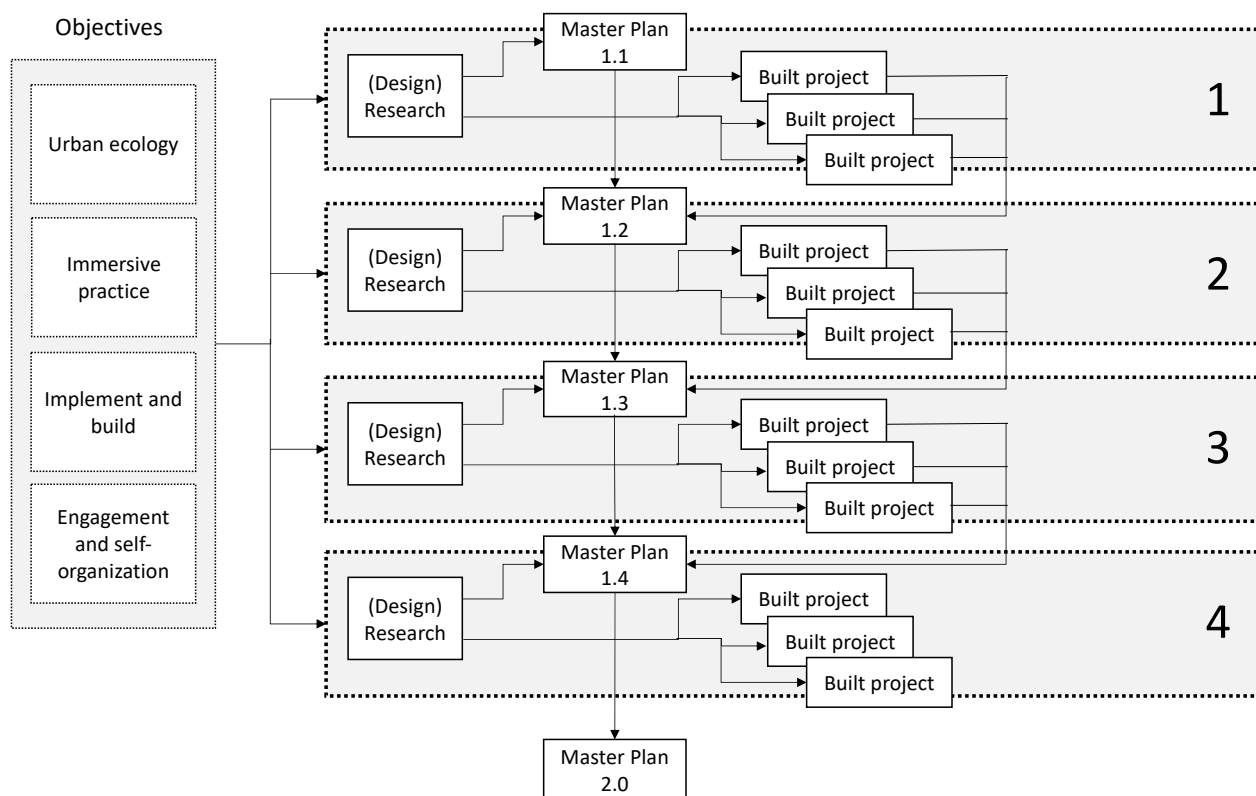 Objectives
Urban ecology
Immersive
practice
Implement and
build
Engagement
and self-
organization
Master Plan
1.1
(Design)
Research
Built project
Built project
Built project
1
Master Plan
1.2
(Design)
Research
Built project
Built project
Built project
2
Master Plan
1.3
(Design)
Research
Built project
Built project
Built project
3
Master Plan
1.4
(Design)
Research
Built project
Built project
Built project
4
Master Plan
2.0